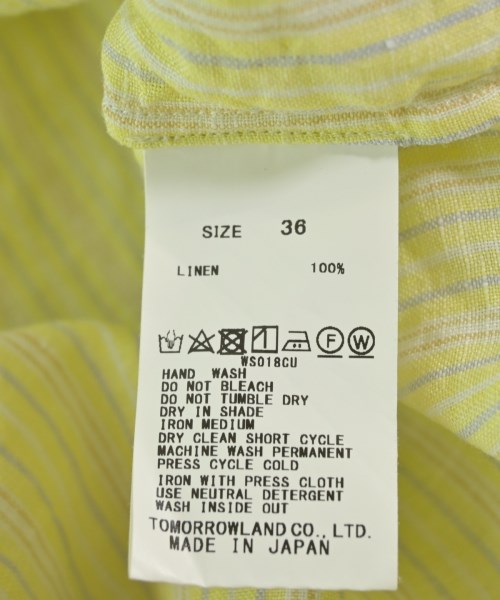 SIZE 36
LINEN 100%
F W
WS018CU
HAND WASH
DO NOT BLEACH
DO NOT TUMBLE DRY
DRY IN SHADE
IRON MEDIUM
DRY CLEAN SHORT CYCLE
MACHINE WASH PERMANENT
PRESS CYCLE COLD
IRON WITH PRESS CLOTH
USE NEUTRAL DETERGENT
WASH INSIDE OUT
TOMORROWLAND CO., LTD.
MADE IN JAPAN